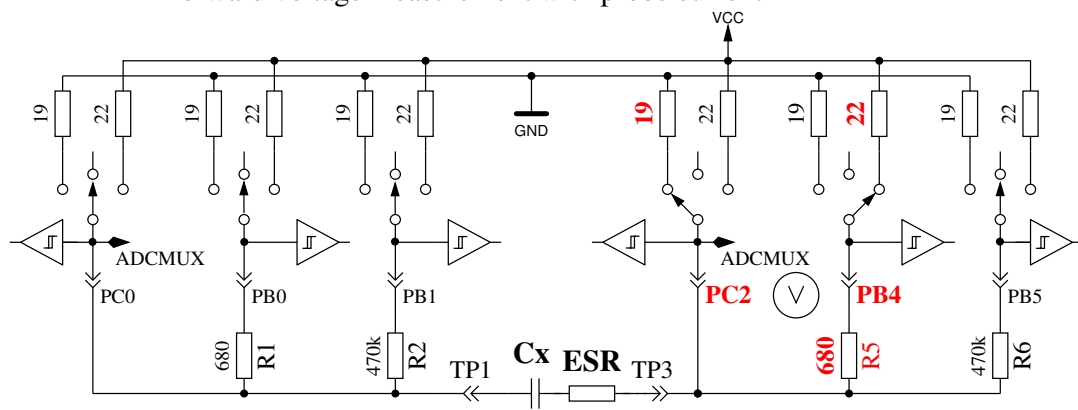 VCC
19 22 19 22 19 22 GND 19 22 19 22 19 22
ADCMUX ADCMUX
PC0 PB0 PB1 PC2 V PB4 PB5
680 R1 470k R2 680 R5 470k R6
TP1 Cx ESR TP3